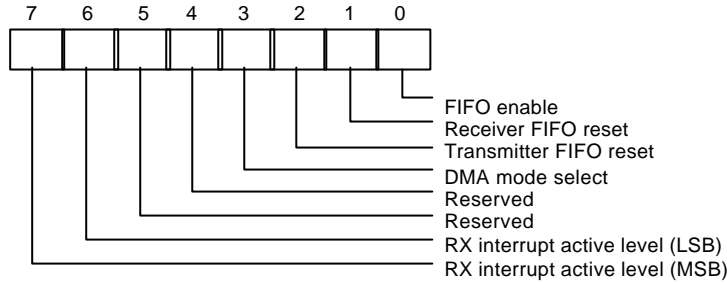 7 6 5 4 3 2 1 0
FIFO enable
Receiver FIFO reset
Transmitter FIFO reset
DMA mode select
Reserved
Reserved
RX interrupt active level (LSB)
RX interrupt active level (MSB)